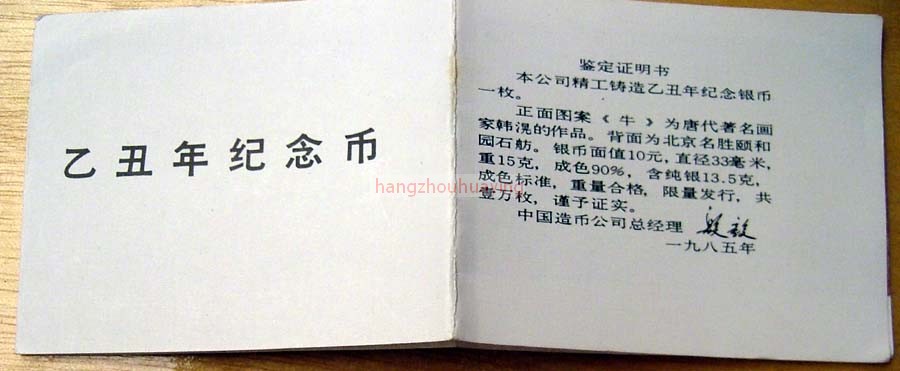 乙丑年纪念币
鉴定证明书
本公司精工铸造乙丑年纪念银币
一枚。
正面图案《牛》为唐代著名画
家韩滉的作品。背面为北京名胜颐和
园石舫。银币面值10元，直径33毫米，
重15克，成色90%，含纯银13.5克，
成色标准，重量合格，限量发行，共
壹万枚，谨予证实。
中国造币公司总经理
一九八五年
hangzhouhuaying